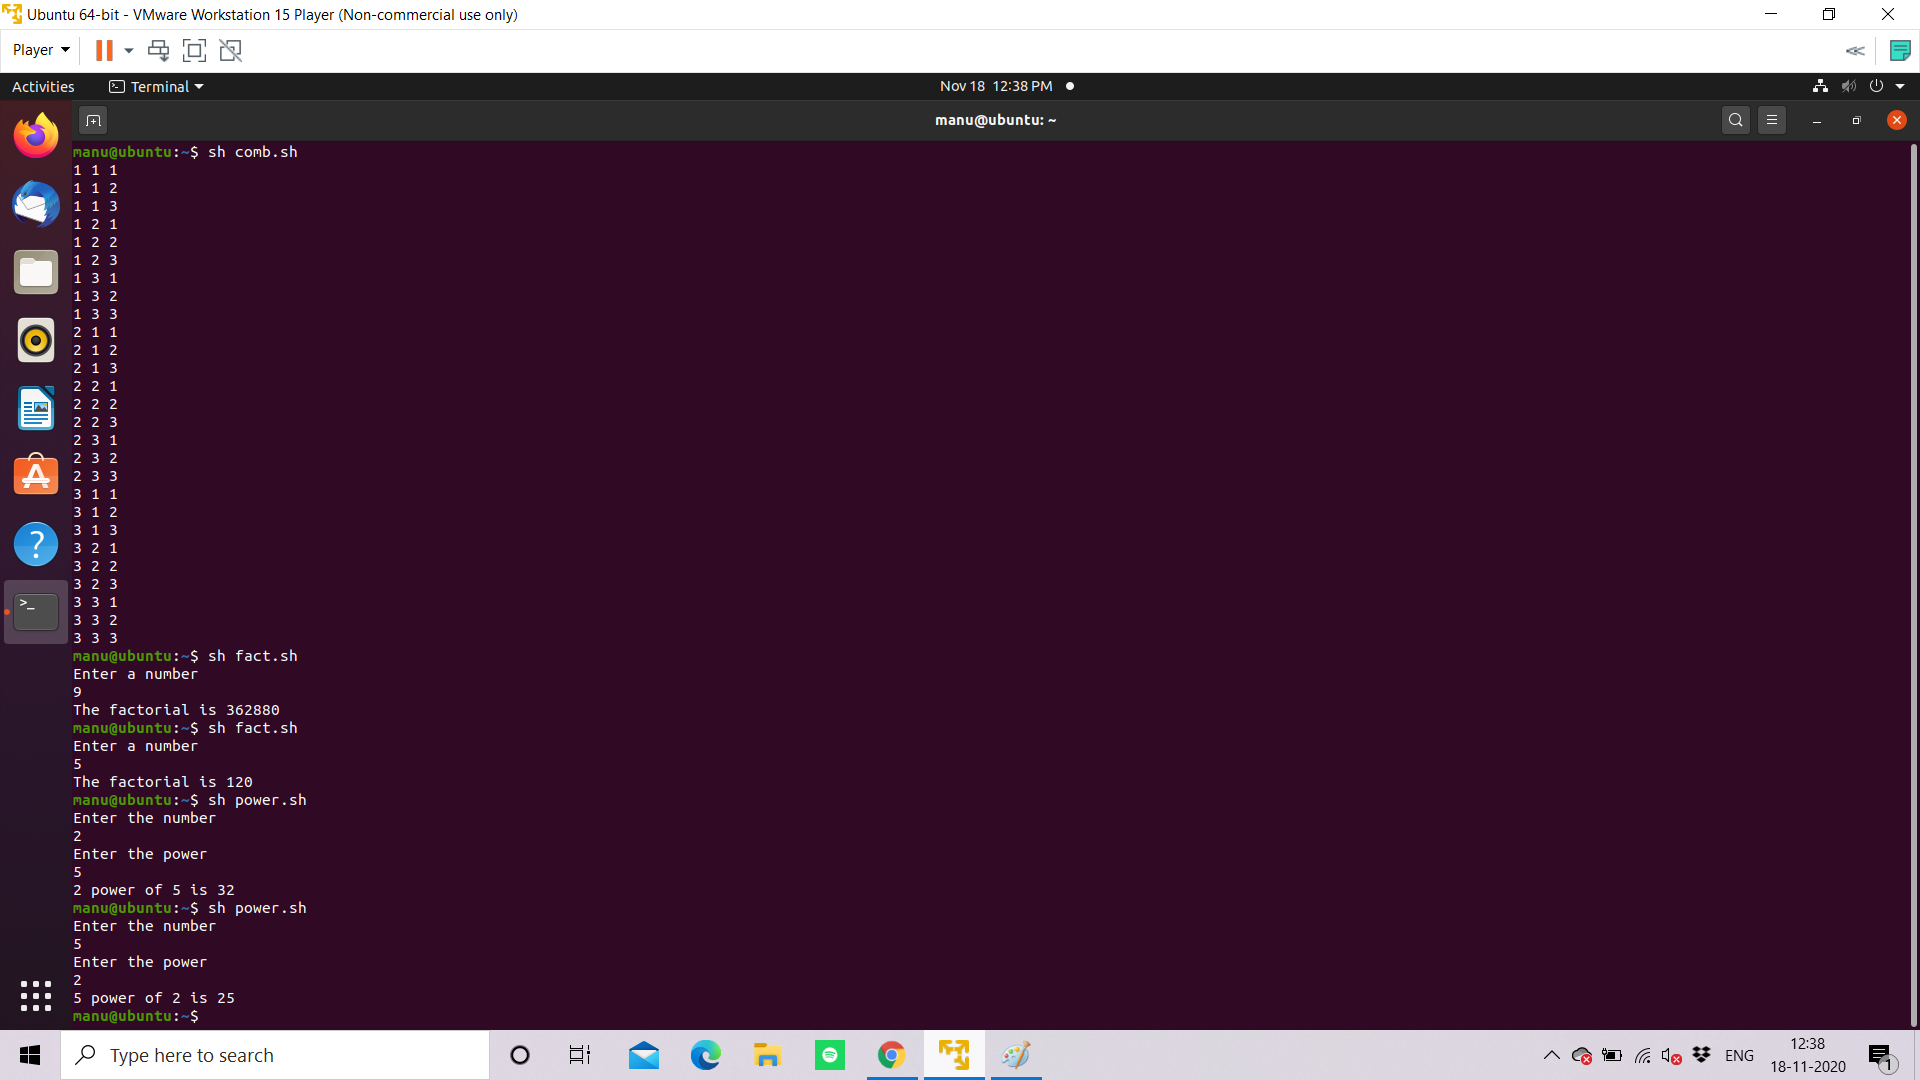 Ubuntu 64-bit - VMware Workstation 15 Player (Non-commercial use only)
Player
Activities
Terminal
Nov 18 12:38 PM
manu@ubuntu: ~
manu@ubuntu:~$ sh comb.sh
1 1 1
1 1 2
1 1 3
1 2 1
1 2 2
1 2 3
1 3 1
1 3 2
1 3 3
2 1 1
2 1 2
2 1 3
2 2 1
2 2 2
2 2 3
2 3 1
2 3 2
2 3 3
3 1 1
3 1 2
3 1 3
3 2 1
3 2 2
3 2 3
3 3 1
3 3 2
3 3 3
manu@ubuntu:~$ sh fact.sh
Enter a number
9
The factorial is 362880
manu@ubuntu:~$ sh fact.sh
Enter a number
5
The factorial is 120
manu@ubuntu:~$ sh power.sh
Enter the number
2
Enter the power
5
2 power of 5 is 32
manu@ubuntu:~$ sh power.sh
Enter the number
5
Enter the power
2
5 power of 2 is 25
manu@ubuntu:~$
Type here to search
ENG
12:38
18-11-2020
1